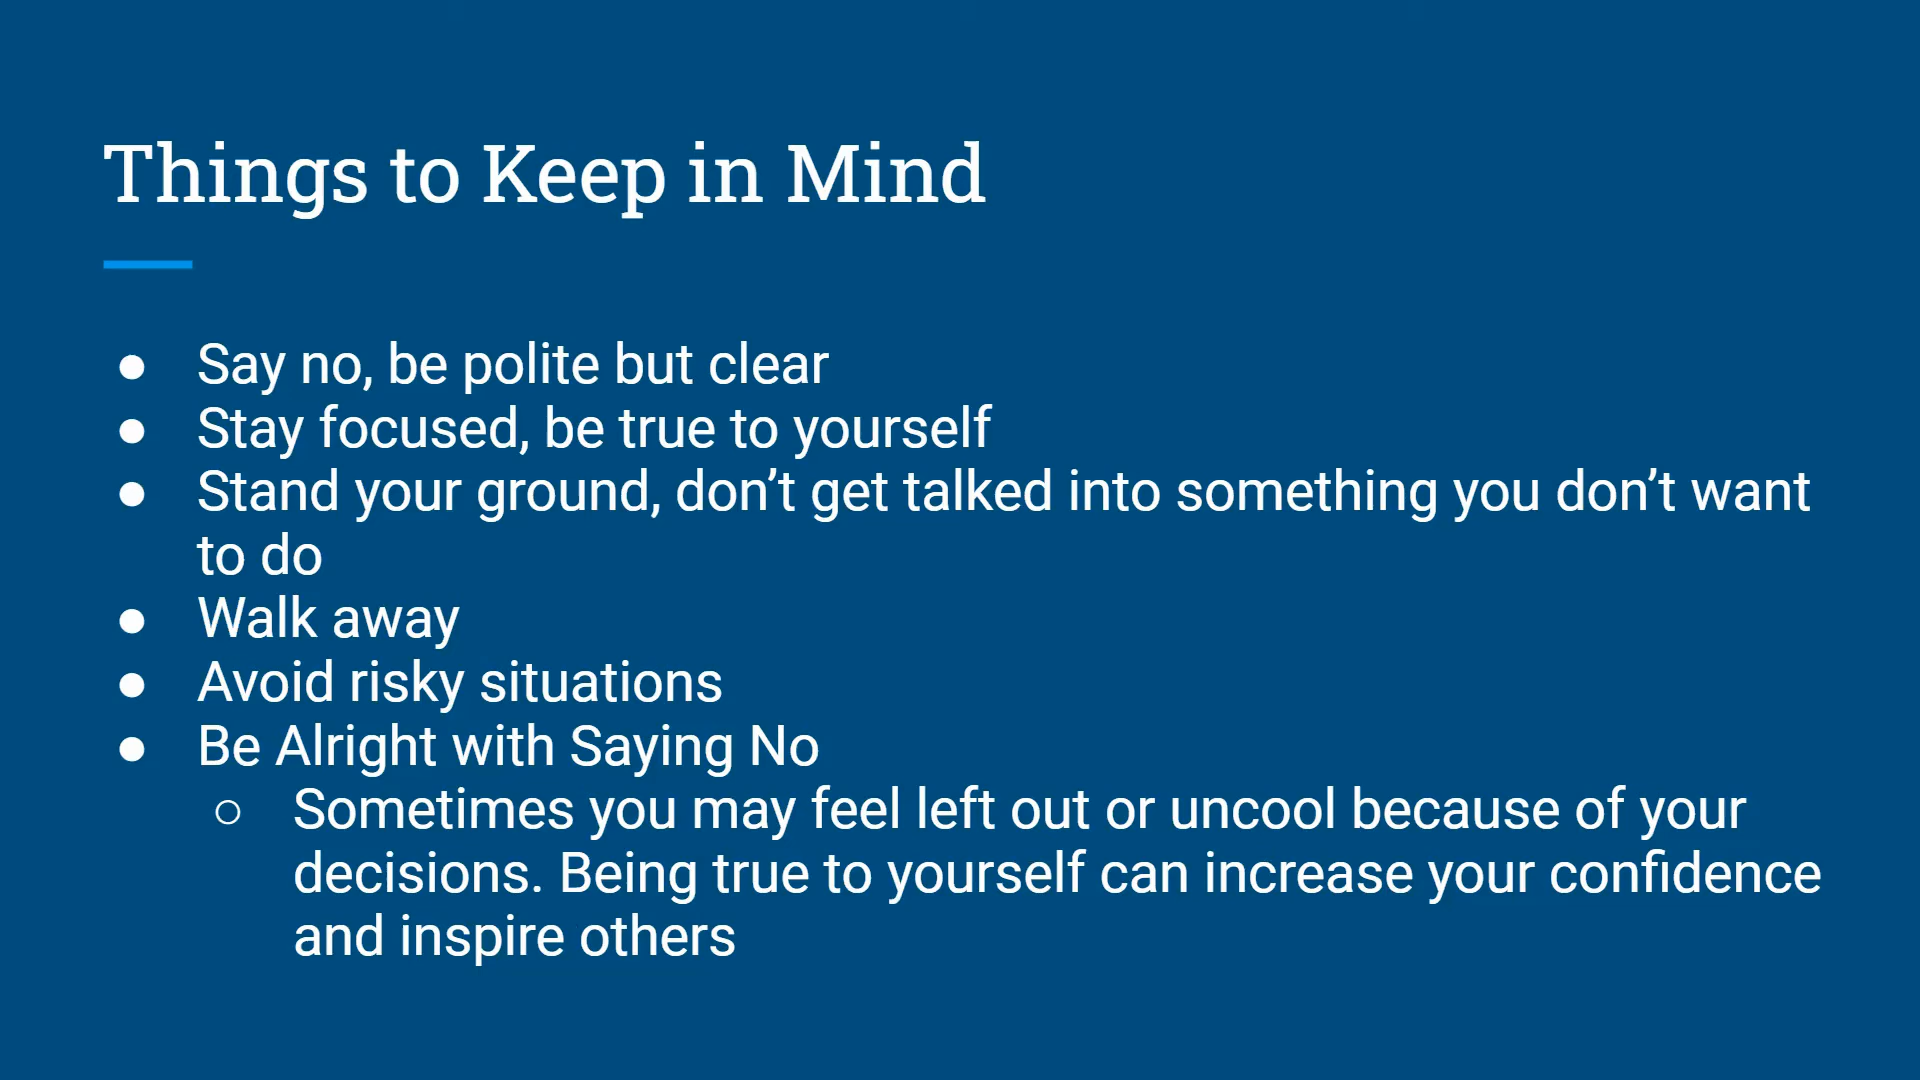 Things to Keep in Mind
● Say no, be polite but clear
● Stay focused, be true to yourself
● Stand your ground, don’t get talked into something you don’t want
to do
● Walk away
● Avoid risky situations
● Be Alright with Saying No
○ Sometimes you may feel left out or uncool because of your
decisions. Being true to yourself can increase your confidence
and inspire others